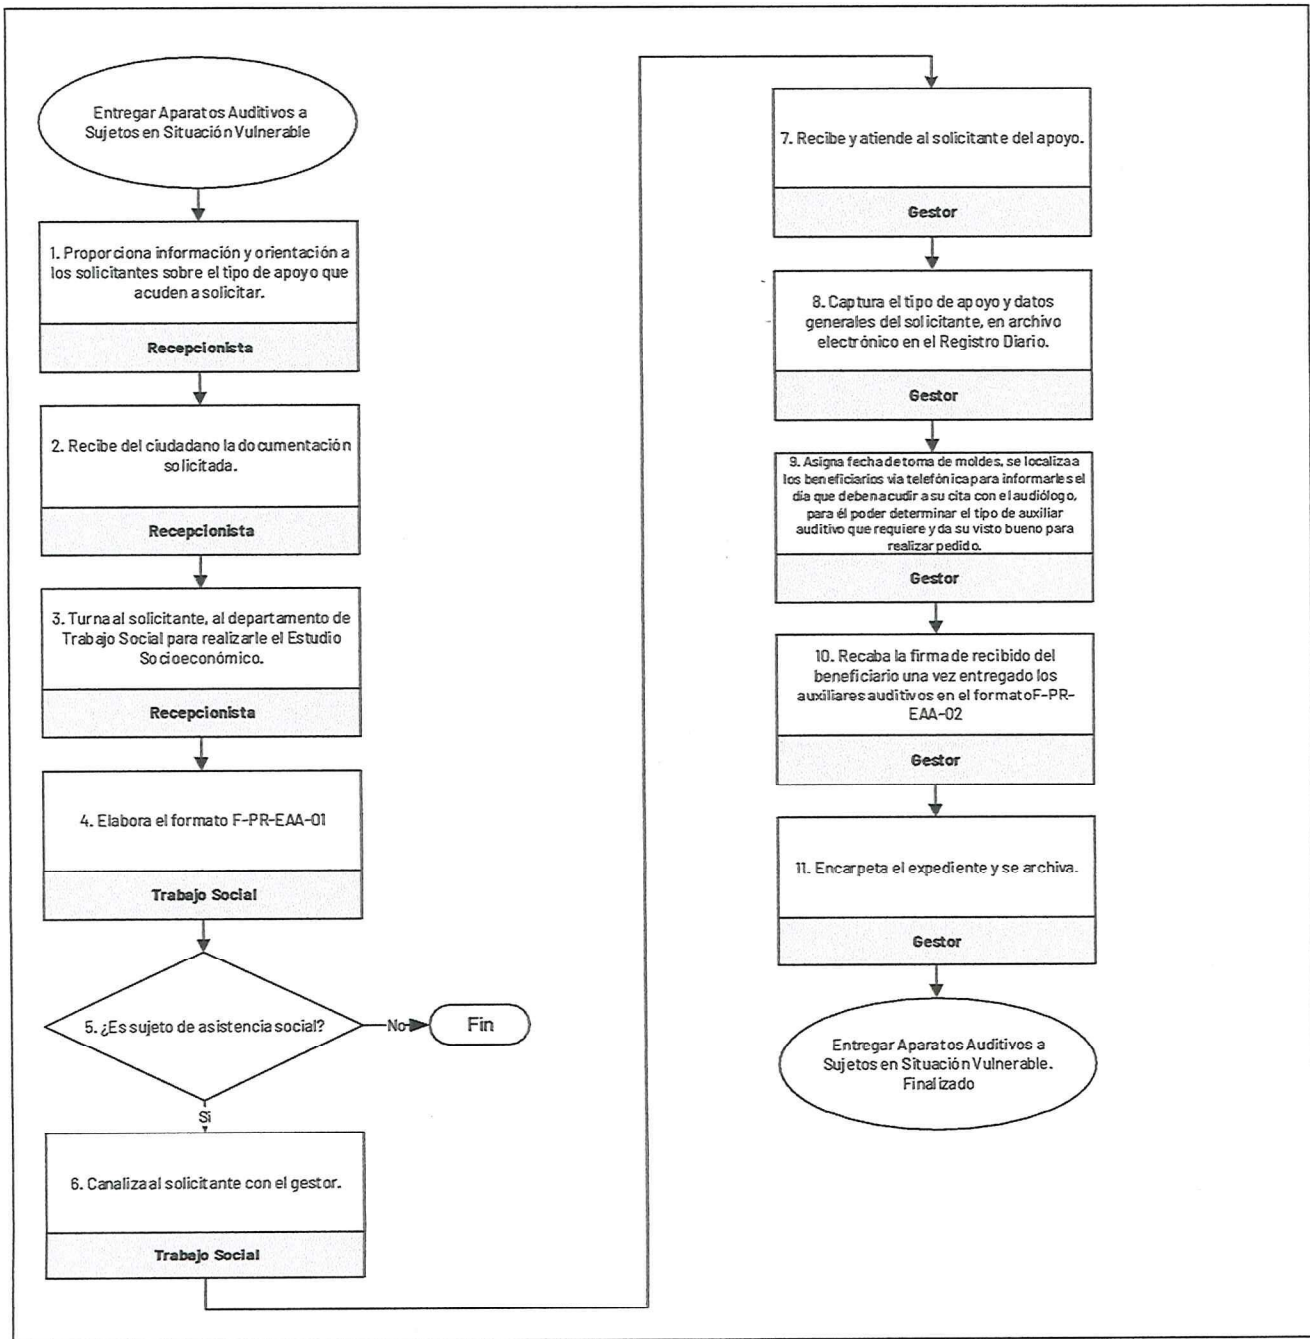 Entregar Aparatos Auditivos a
Sujetos en Situación Vulnerable
1. Proporciona información y orientación a
los solicitantes sobre el tipo de apoyo que
acuden a solicitar.
Recepcionista
2. Recibe del ciudadano la documentación
solicitada.
Recepcionista
3. Turna al solicitante, al departamento de
Trabajo Social para realizarle el Estudio
Socioeconómico.
Recepcionista
4. Elabora el formato F-PR-EAA-01
Trabajo Social
5. ¿Es sujeto de asistencia social?
No
Fin
Si
6. Canaliza al solicitante con el gestor.
Trabajo Social
7. Recibe y atiende al solicitante del apoyo.
Gestor
8. Captura el tipo de apoyo y datos
generales del solicitante, en archivo
electrónico en el Registro Diario.
Gestor
9. Asigna fecha de toma de moldes, se localiza a
los beneficiarios vía telefónica para informarles el
día que deben acudir a su cita con el audiólogo,
para él poder determinar el tipo de auxiliar
auditivo que requiere y da su visto bueno para
realizar pedido.
Gestor
10. Recaba la firma de recibido del
beneficiario una vez entregado los
auxiliares auditivos en el formato F-PR-
EAA-02
Gestor
11. Encarpeta el expediente y se archiva.
Gestor
Entregar Aparatos Auditivos a
Sujetos en Situación Vulnerable.
Finalizado